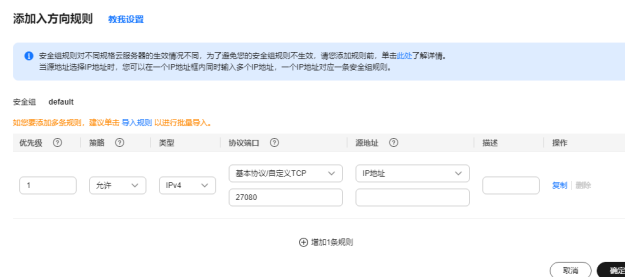 添加入方向规则 教我设置
安全组规则对不同规格云服务器的生效情况不同，为了避免您的安全组规则不生效，请您添加规则前，单击此处了解详情。
当源地址选择IP地址时，您可以在一个IP地址框内同时输入多个IP地址，一个IP地址对应一条安全组规则。
安全组 default
如您要添加多条规则，建议单击 导入规则 以进行批量导入。
优先级 策略 类型 协议端口 源地址 描述 操作
1 允许 IPv4 基本协议/自定义TCP IP地址 复制 删除
27080
增加1条规则
取消 确定